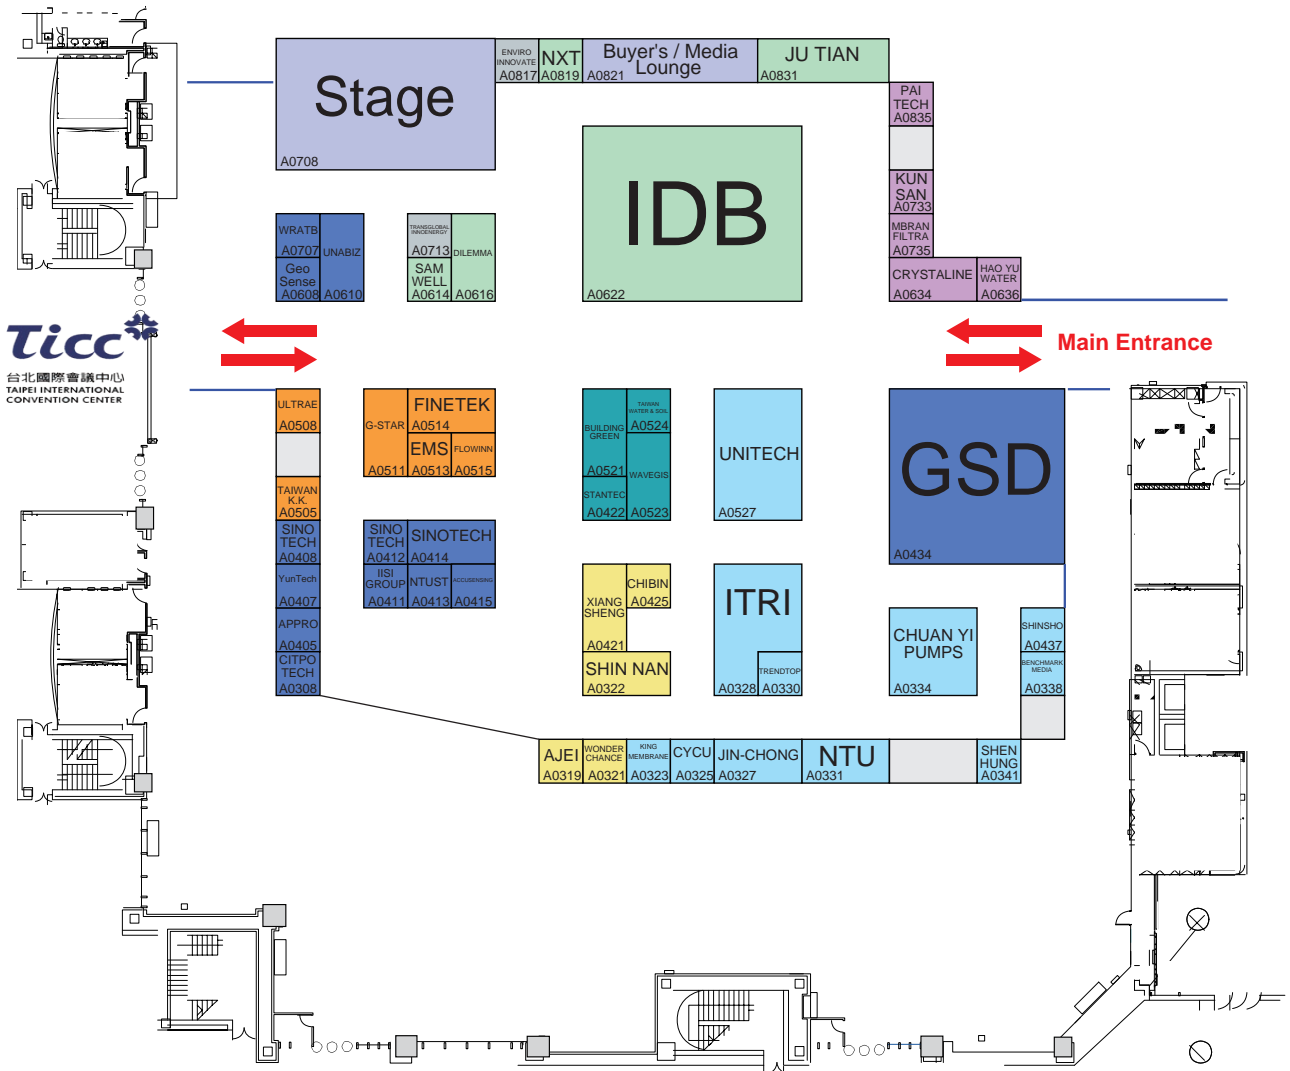 ENVIRO
INNOVATE
A0817
NXT
A0819
Buyer's / Media
Lounge
A0821
JU TIAN
A0831
Stage
A0708
PAI
TECH
A0835
IDB
A0622
KUN
SAN
A0733
MBRAN
FILTRA
A0735
CRYSTALINE
A0634
HAO YU
WATER
A0636
WRATB
A0707
UNABIZ
A0610
Geo
Sense
A0608
TRANSGLOBAL
INNOENERGY
A0713
DILEMMA
A0616
SAM
WELL
A0614
Ticc
台北國際會議中心
TAIPEI INTERNATIONAL
CONVENTION CENTER
Main Entrance
ULTRAE
A0508
G-STAR
A0511
FINETEK
A0514
EMS
A0513
FLOWINN
A0515
TAIWAN
K.K.
A0505
BUILDING
GREEN
A0521
TAIWAN
WATER & SOIL
A0524
WAVEGIS
A0523
STANTEC
A0422
UNITECH
A0527
GSD
A0434
SINO
TECH
A0408
SINO
TECH
A0412
SINOTECH
A0414
YunTech
A0407
IISI
GROUP
A0411
NTUST
A0413
ACCUSENSING
A0415
APPRO
A0405
CITPO
TECH
A0308
XIANG
SHENG
A0421
CHIBIN
A0425
SHIN NAN
A0322
ITRI
A0328
TRENDTOP
A0330
CHUAN YI
PUMPS
A0334
SHINSHO
A0437
BENCHMARK
MEDIA
A0338
AJEI
A0319
WONDER
CHANCE
A0321
KING
MEMBRANE
A0323
CYCU
A0325
JIN-CHONG
A0327
NTU
A0331
SHEN
HUNG
A0341